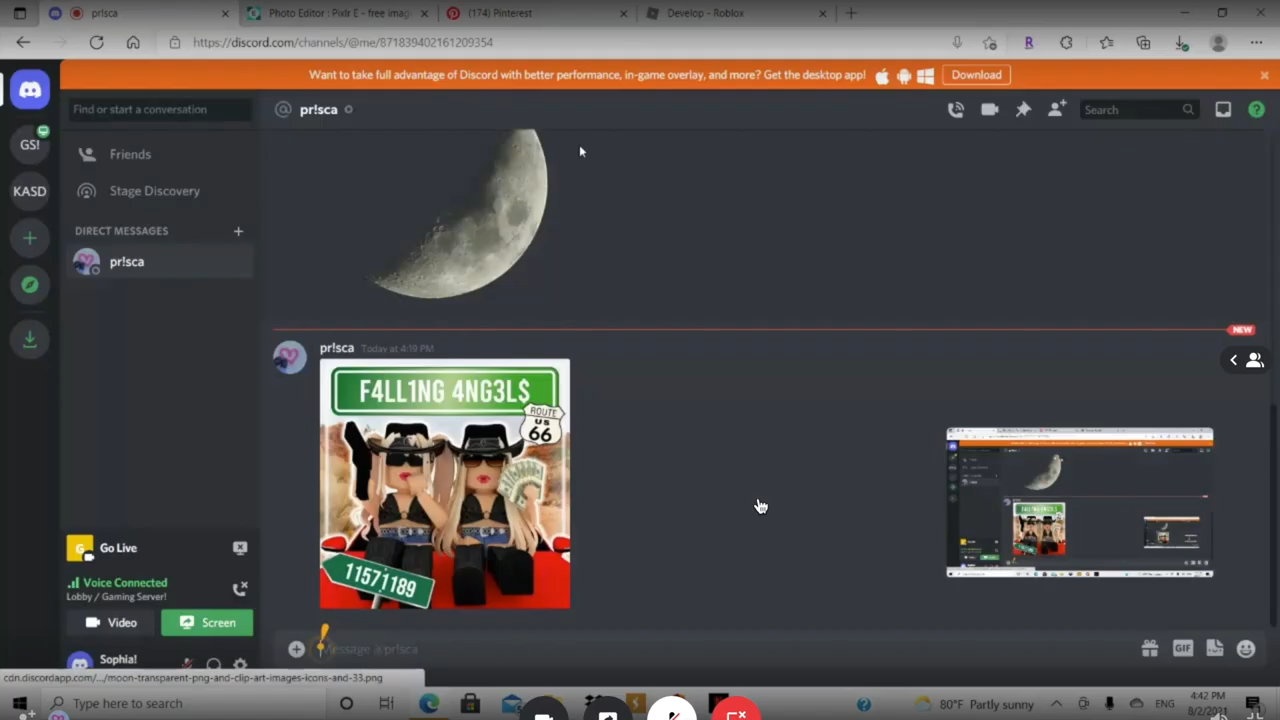 pr!sca
Photo Editor : Pixlr E - free imag
(174) Pinterest
Develop - Roblox
https://discord.com/channels/@me/871839402161209354
Want to take full advantage of Discord with better performance, in-game overlay, and more? Get the desktop app!
Download
Find or start a conversation
pr!sca
Search
GS!
Friends
KASD
Stage Discovery
DIRECT MESSAGES
pr!sca
NEW
pr!sca Today at 4:19 PM
F4LL1NG 4NG3L$
ROUTE
US
66
11571189
G
Go Live
Voice Connected
Lobby / Gaming Server!
Video
Screen
Message @pr!sca
GIF
Sophia!
cdn.discordapp.com/.../moon-transparent-png-and-clip-art-images-icons-and-33.png
Type here to search
80°F Partly sunny
ENG
4:42 PM
8/2/2021